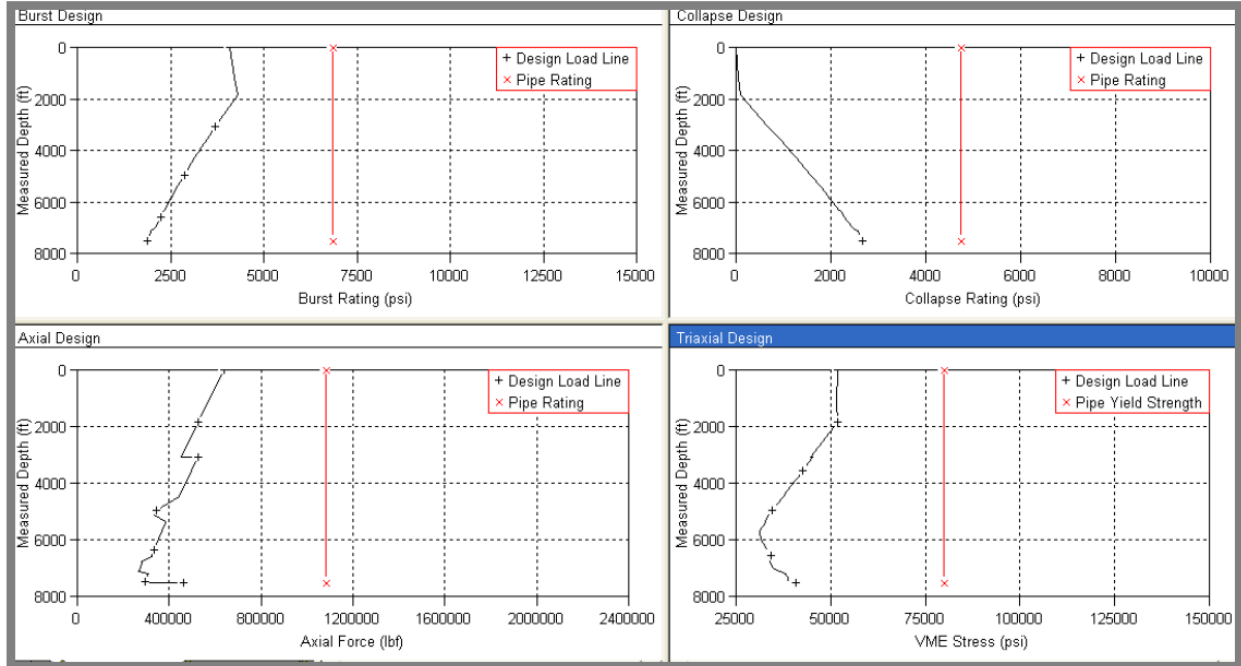 Burst Design
0
2000
4000
6000
8000
Measured Depth (ft)
0 2500 5000 7500 10000 12500 15000
Burst Rating (psi)
+ Design Load Line
× Pipe Rating
Collapse Design
0
2000
4000
6000
8000
Measured Depth (ft)
0 2000 4000 6000 8000 10000
Collapse Rating (psi)
+ Design Load Line
× Pipe Rating
Axial Design
0
2000
4000
6000
8000
Measured Depth (ft)
0 400000 800000 1200000 1600000 2000000 2400000
Axial Force (lbf)
+ Design Load Line
× Pipe Rating
Triaxial Design
0
2000
4000
6000
8000
Measured Depth (ft)
25000 50000 75000 100000 125000 150000
VME Stress (psi)
+ Design Load Line
× Pipe Yield Strength